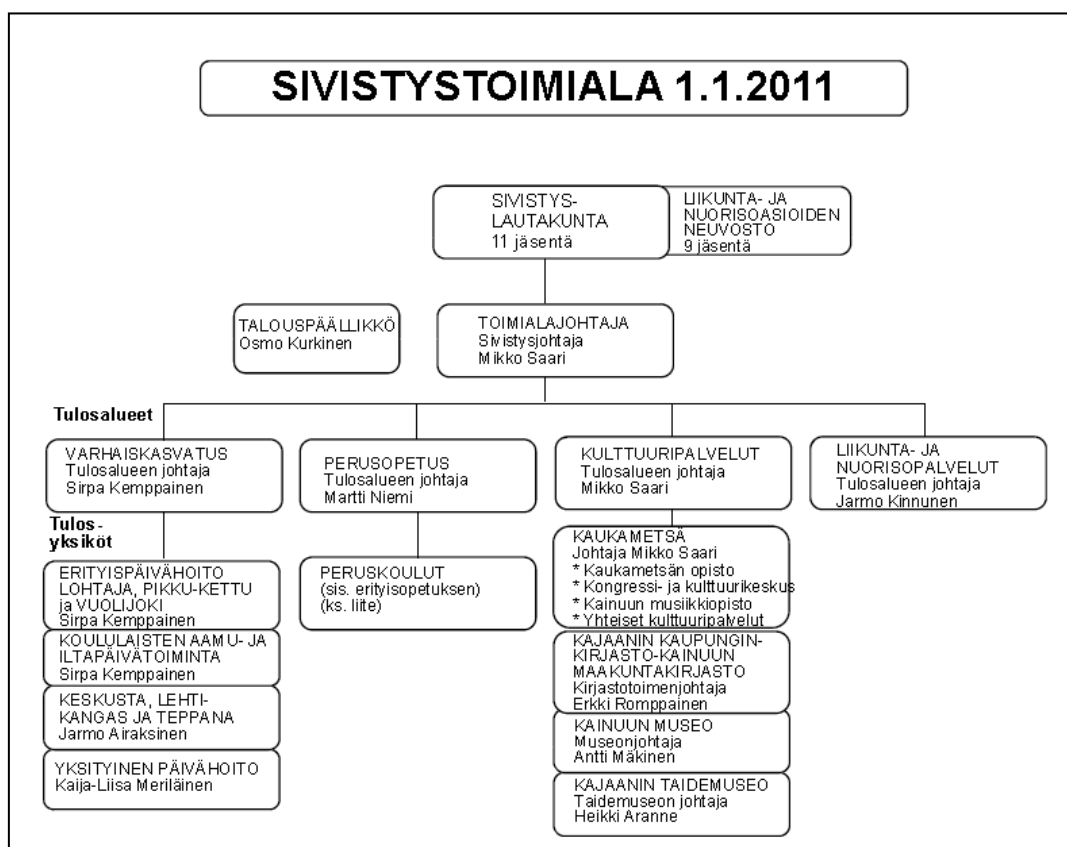 SIVISTYSTOIMIALA 1.1.2011
SIVISTYS-
LAUTAKUNTA
11 jäsentä
LIIKUNTA- JA
NUORISOASIOIDEN
NEUVOSTO
9 jäsentä
TALOUSPÄÄLLIKKÖ
Osmo Kurkinen
TOIMIALAJOHTAJA
Sivistysjohtaja
Mikko Saari
Tulosalueet
VARHAISKASVATUS
Tulosalueen johtaja
Sirpa Kemppainen
PERUSOPETUS
Tulosalueen johtaja
Martti Niemi
KULTTUURIPALVELUT
Tulosalueen johtaja
Mikko Saari
LIIKUNTA- JA
NUORISOPALVELUT
Tulosalueen johtaja
Jarmo Kinnunen
Tulos-
yksiköt
ERITYISPÄIVÄHOITO
LOHTAJA, PIKKU-KETTU
ja VUOLIJOKI
Sirpa Kemppainen
KOULULAISTEN AAMU- JA
ILTAPÄIVÄTOIMINTA
Sirpa Kemppainen
KESKUSTA, LEHTI-
KANGAS JA TEPPANA
Jarmo Airaksinen
YKSITYINEN PÄIVÄHOITO
Kaija-Liisa Meriläinen
PERUSKOULUT
(sis. erityisopetuksen)
(ks. liite)
KAUKAMETSÄ
Johtaja Mikko Saari
* Kaukametsän opisto
* Kongressi- ja kulttuurikeskus
* Kainuun musiikkiopisto
* Yhteiset kulttuuripalvelut
KAJAANIN KAUPUNGIN-
KIRJASTO-KAINUUN
MAAKUNTAKIRJASTO
Kirjastotoimenjohtaja
Erkki Romppainen
KAINUUN MUSEO
Museonjohtaja
Antti Mäkinen
KAJAANIN TAIDEMUSEO
Taidemuseon johtaja
Heikki Aranne